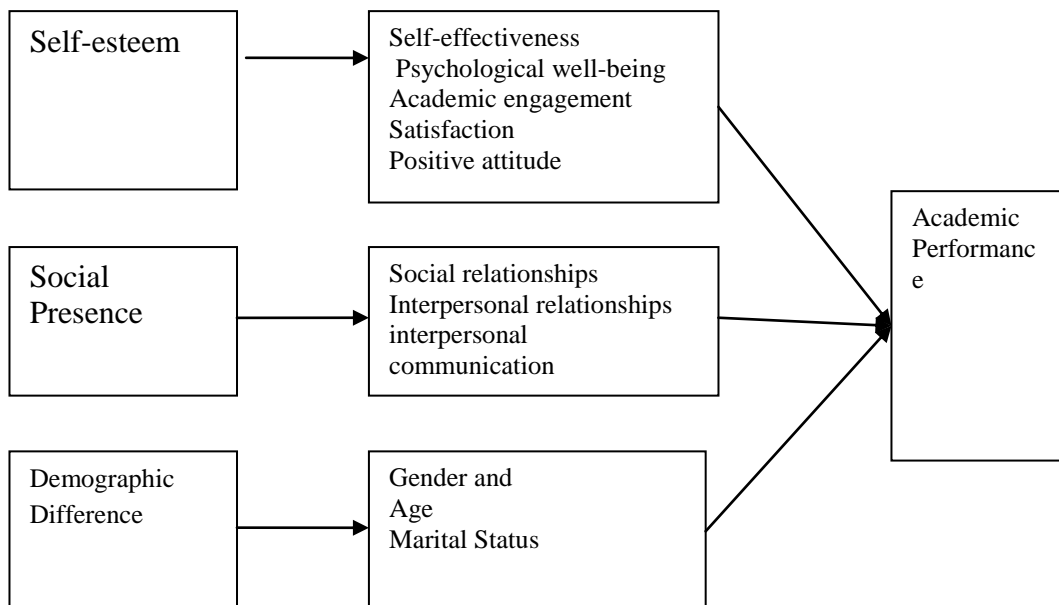 Self-esteem
Self-effectiveness
Psychological well-being
Academic engagement
Satisfaction
Positive attitude
Social
Presence
Social relationships
Interpersonal relationships
interpersonal
communication
Demographic
Difference
Gender and
Age
Marital Status
Academic
Performanc
e